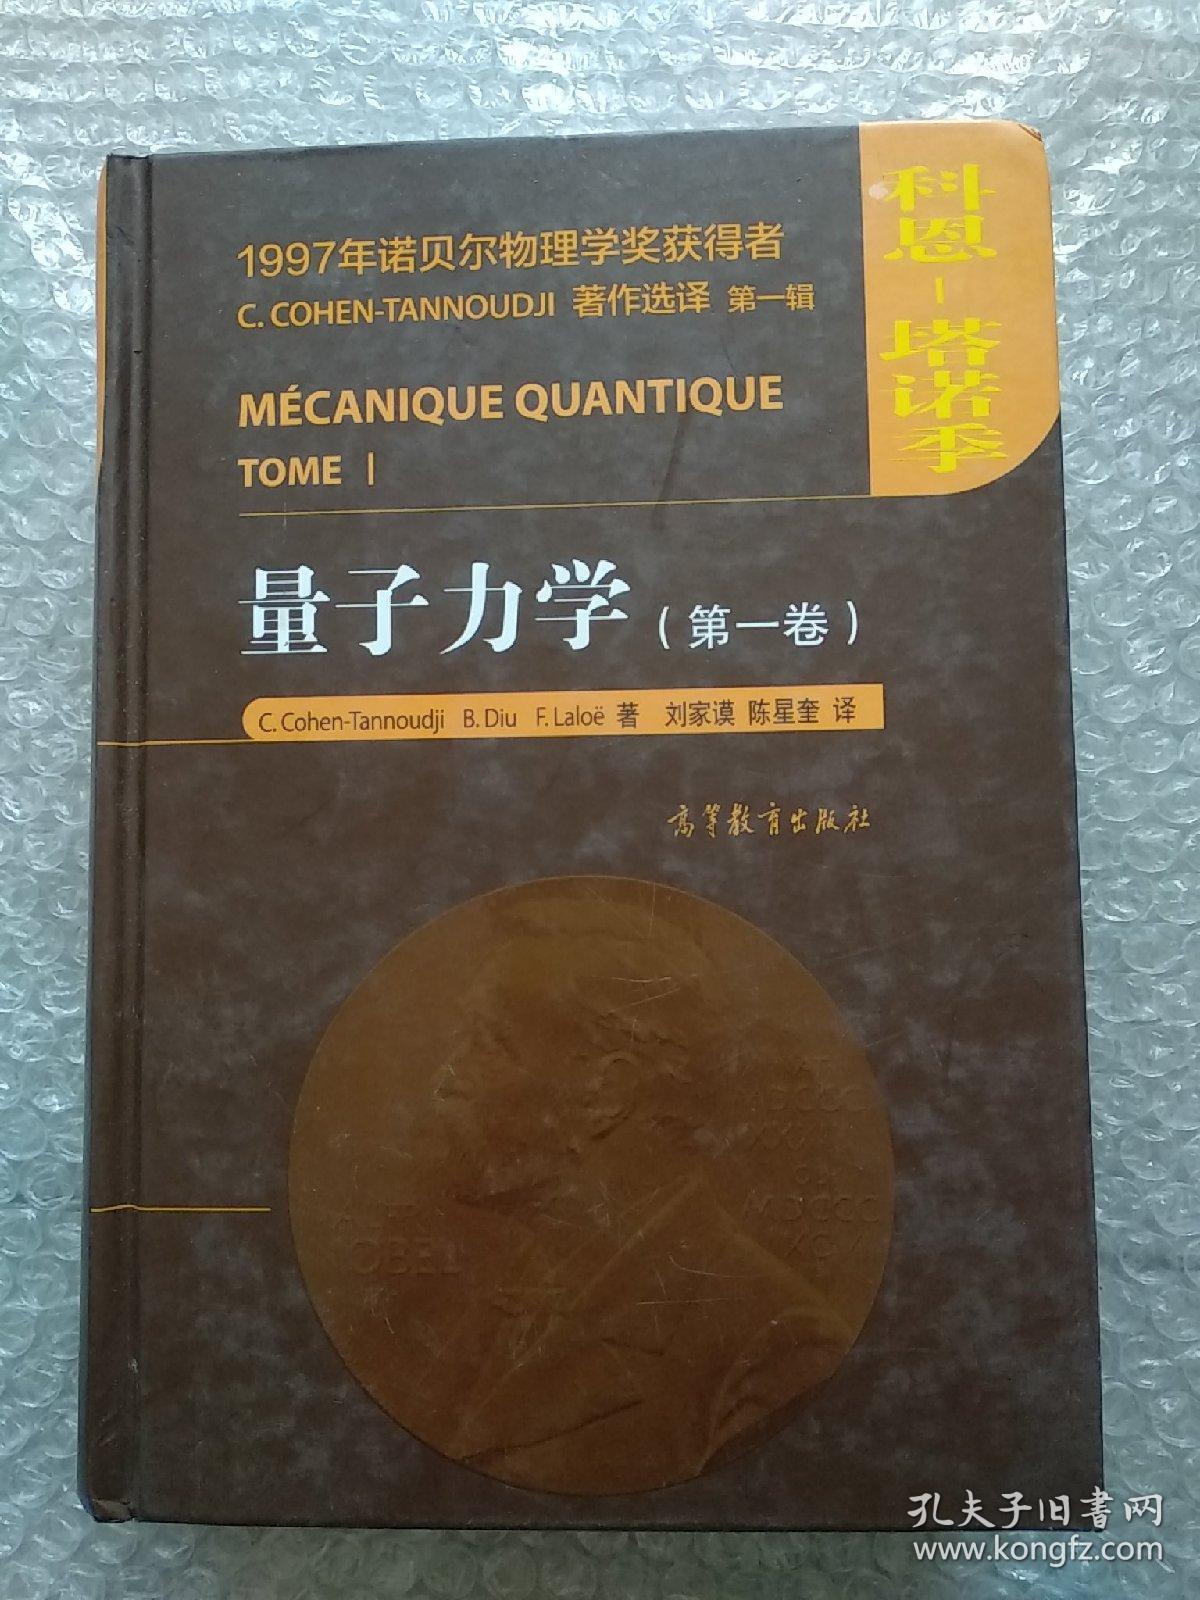 1997年诺贝尔物理学奖获得者
C. COHEN-TANNOUDJI 著作选译 第一辑
科恩-塔诺季
MÉCANIQUE QUANTIQUE
TOME I
量子力学(第一卷)
C. Cohen-Tannoudji B. Diu F. Laloë 著 刘家谟 陈星奎 译
高等教育出版社
孔夫子旧书网
www.kongfz.com